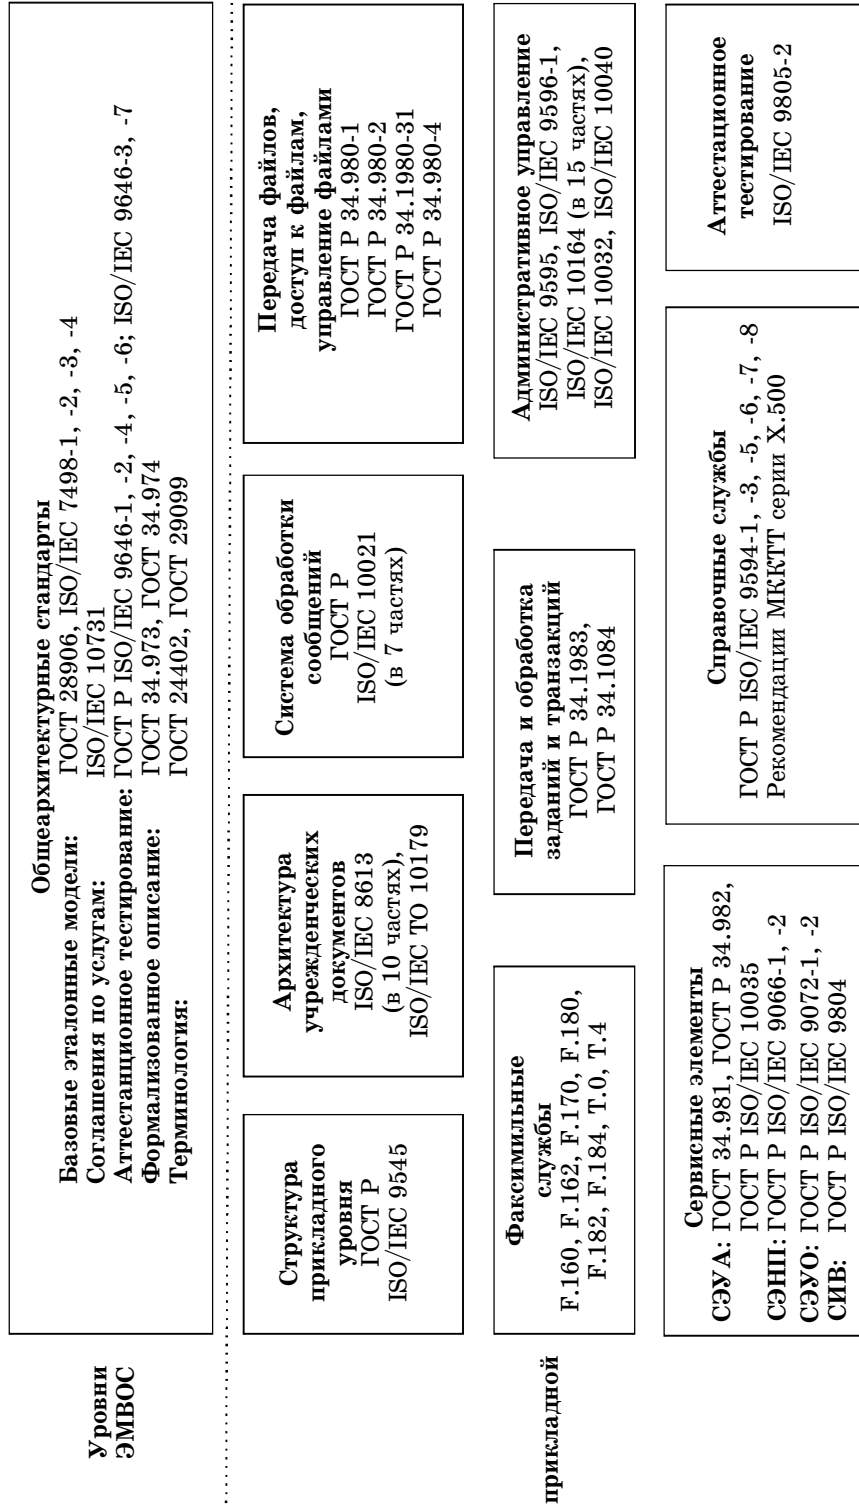 Уровни
ЭМВОС
Общеархитектурные стандарты
Базовые эталонные модели: ГОСТ 28906, ISO/IEC 7498-1, -2, -3, -4
Соглашения по услугам: ISO/IEC 10731
Аттестанционное тестирование: ГОСТ Р ISO/IEC 9646-1, -2, -4, -5, -6; ISO/IEC 9646-3, -7
Формализованное описание: ГОСТ 34.973, ГОСТ 34.974
Терминология: ГОСТ 24402, ГОСТ 29099
прикладной
Структура
прикладного
уровня
ГОСТ Р
ISO/IEC 9545
Архитектура
учрежденческих
документов
ISO/IEC 8613
(в 10 частях),
ISO/IEC TO 10179
Система обработки
сообщений
ГОСТ Р
ISO/IEC 10021
(в 7 частях)
Передача файлов,
доступ к файлам,
управление файлами
ГОСТ Р 34.980-1
ГОСТ Р 34.980-2
ГОСТ Р 34.1980-31
ГОСТ Р 34.980-4
Факсимильные
службы
F.160, F.162, F.170, F.180,
F.182, F.184, T.0, T.4
Передача и обработка
заданий и транзакций
ГОСТ Р 34.1983,
ГОСТ Р 34.1084
Административное управление
ISO/IEC 9595, ISO/IEC 9596-1,
ISO/IEC 10164 (в 15 частях),
ISO/IEC 10032, ISO/IEC 10040
Сервисные элементы
СЭУА: ГОСТ 34.981, ГОСТ Р 34.982,
ГОСТ Р ISO/IEC 10035
СЭНП: ГОСТ Р ISO/IEC 9066-1, -2
СЭУО: ГОСТ Р ISO/IEC 9072-1, -2
СИВ: ГОСТ Р ISO/IEC 9804
Справочные службы
ГОСТ Р ISO/IEC 9594-1, -3, -5, -6, -7, -8
Рекомендации МККТТ серии X.500
Аттестационное
тестирование
ISO/IEC 9805-2